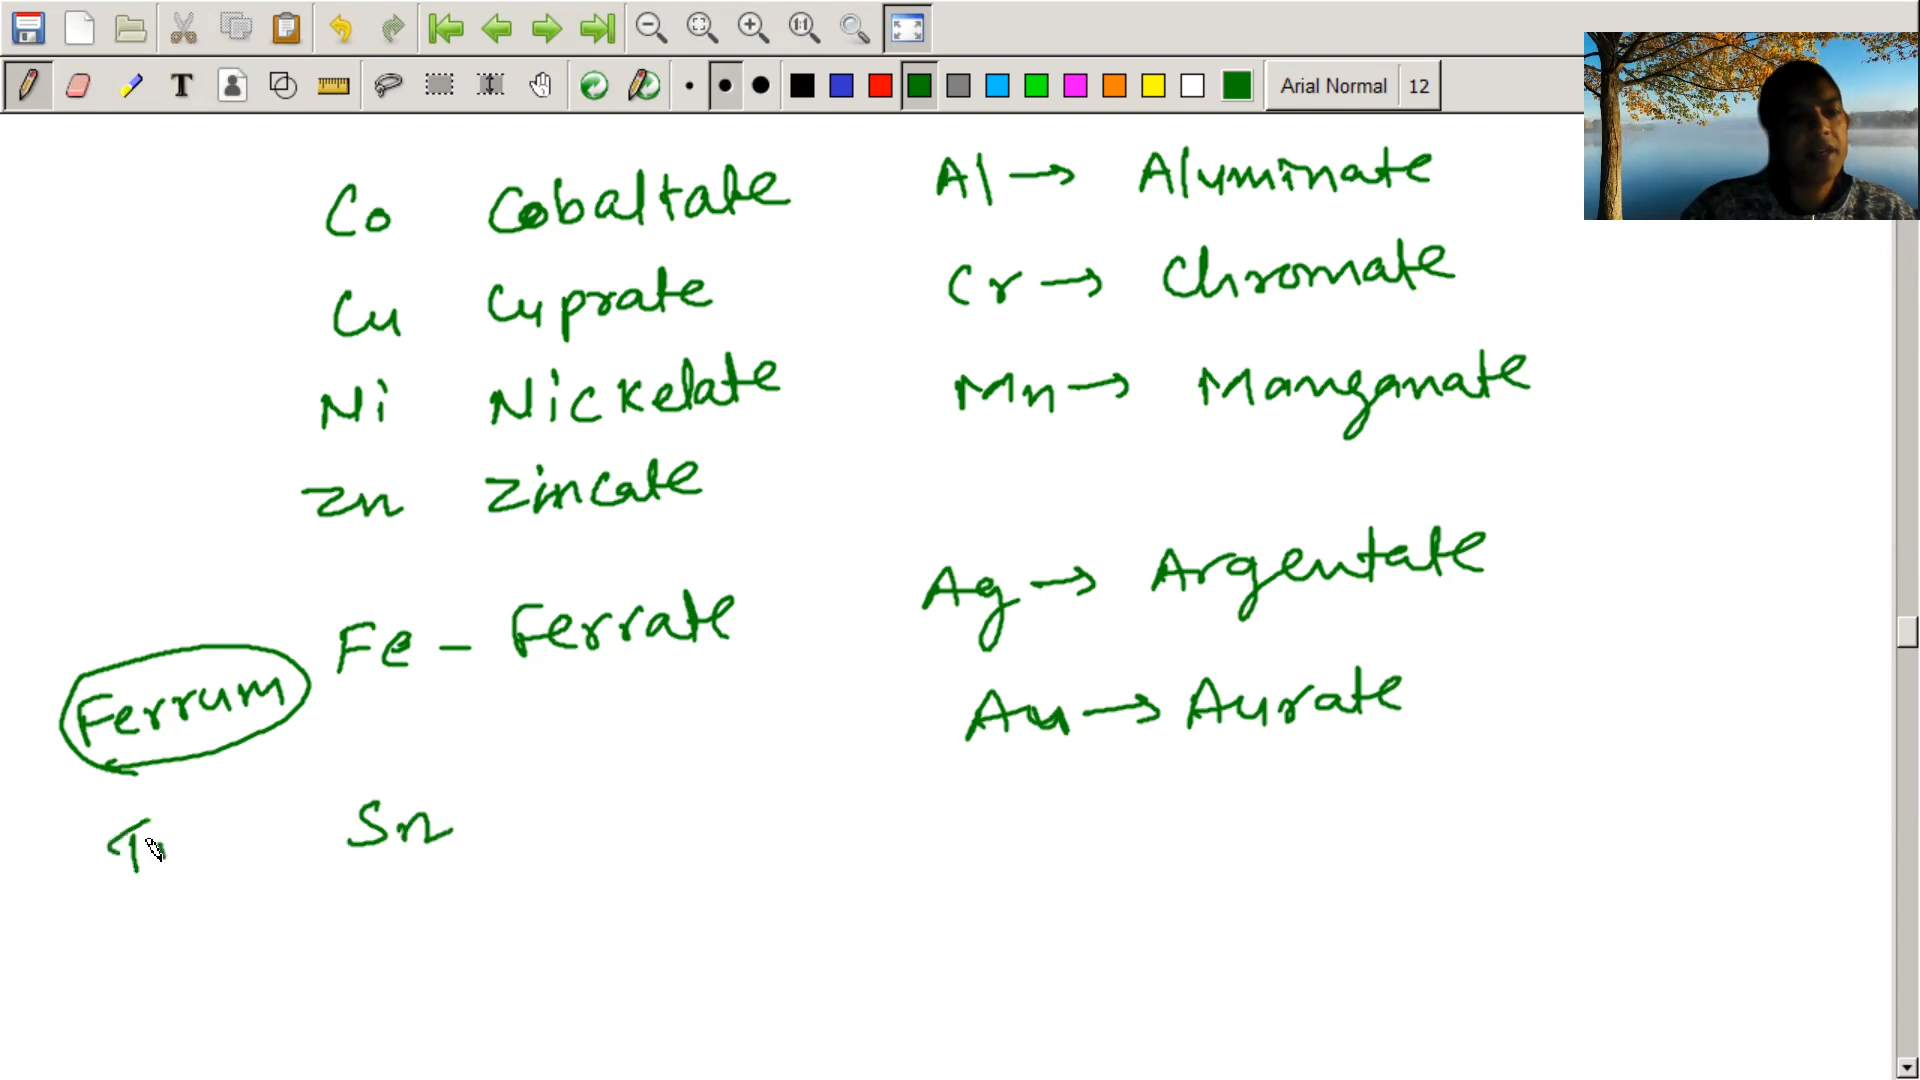 T
Arial Normal 12
Co Cobaltate
Cu Cuprate
Ni Nickelate
Zn Zincate
Fe - Ferrate
Ferrum
Sn
Ti
Al → Aluminate
Cr → Chromate
Mn → Manganate
Ag → Argentate
Au → Aurate